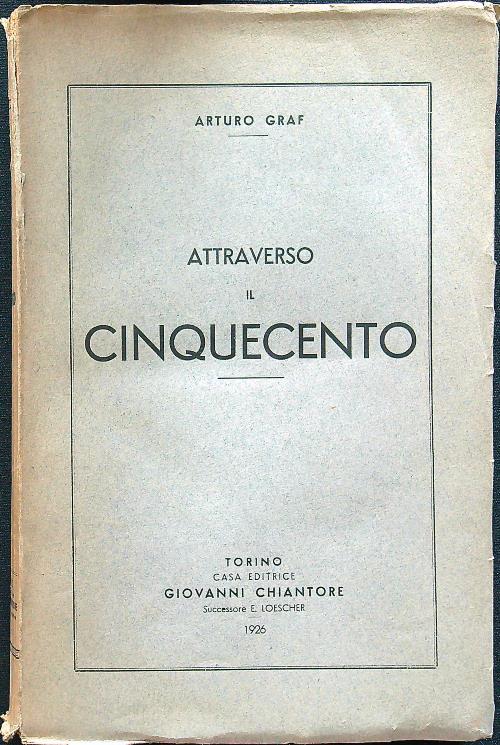 ARTURO GRAF
ATTRAVERSO
IL
CINQUECENTO
TORINO
CASA EDITRICE
GIOVANNI CHIANTORE
Successore E. LOESCHER
1926